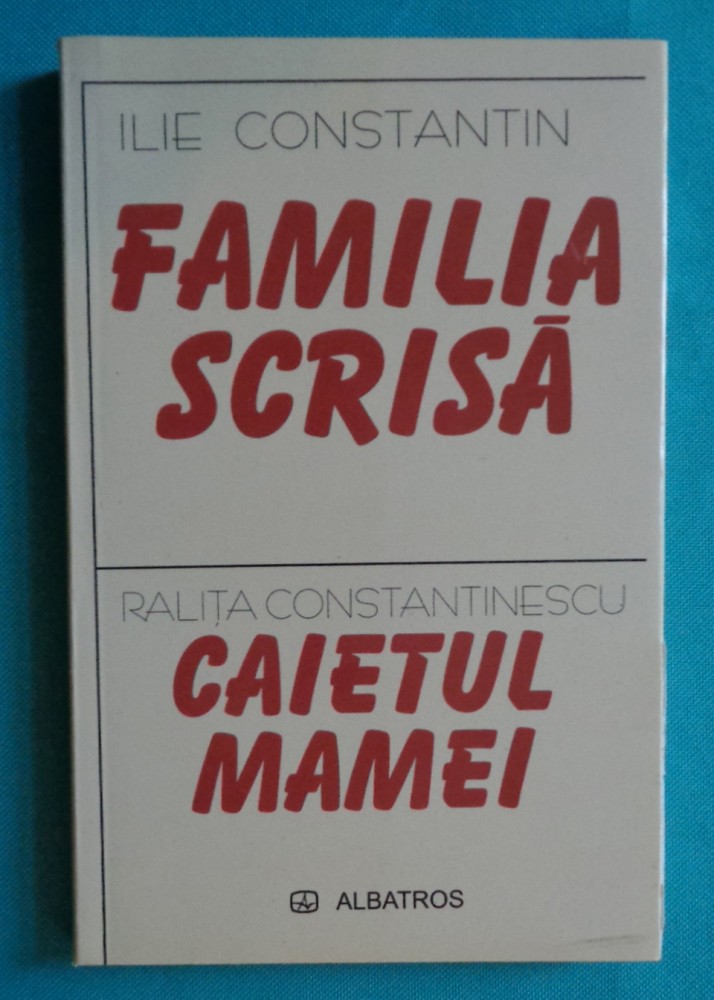 ILIE CONSTANTIN
FAMILIA
SCRISĂ
RALIȚA CONSTANTINESCU
CAIETUL
MAMEI
ALBATROS